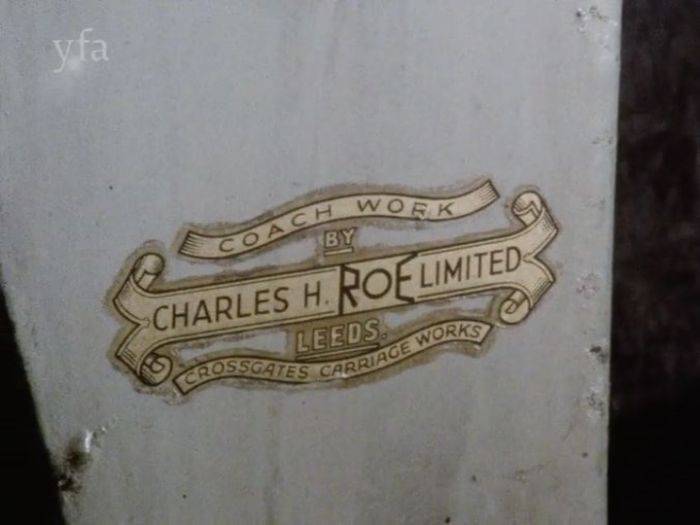 yfa
COACH WORK
BY
CHARLES H. ROE LIMITED
LEEDS.
CROSSGATES CARRIAGE WORKS